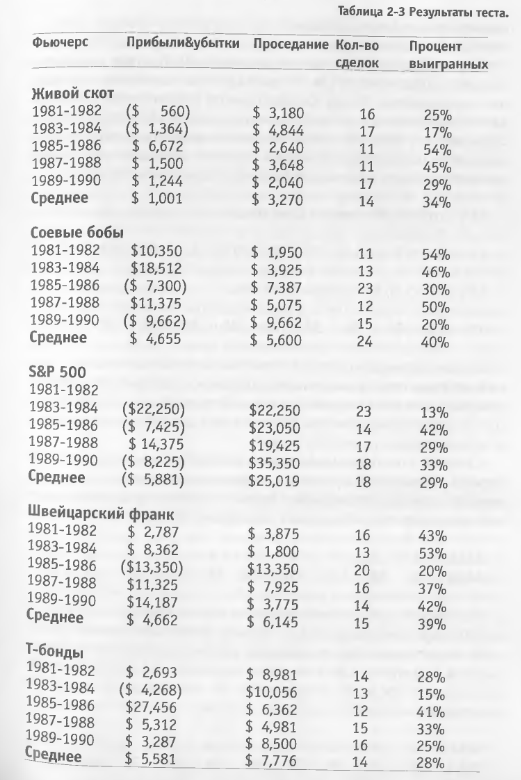 Таблица 2-3 Результаты теста.
Фьючерс Прибыли&убытки Проседание Кол-во сделок Процент выигранных
Живой скот
1981-1982 ($ 560) $ 3,180 16 25%
1983-1984 ($ 1,364) $ 4,844 17 17%
1985-1986 $ 6,672 $ 2,640 11 54%
1987-1988 $ 1,500 $ 3,648 11 45%
1989-1990 $ 1,244 $ 2,040 17 29%
Среднее $ 1,001 $ 3,270 14 34%
Соевые бобы
1981-1982 $10,350 $ 1,950 11 54%
1983-1984 $18,512 $ 3,925 13 46%
1985-1986 ($ 7,300) $ 7,387 23 30%
1987-1988 $11,375 $ 5,075 12 50%
1989-1990 ($ 9,662) $ 9,662 15 20%
Среднее $ 4,655 $ 5,600 24 40%
S&P 500
1981-1982
1983-1984 ($22,250) $22,250 23 13%
1985-1986 ($ 7,425) $23,050 14 42%
1987-1988 $ 14,375 $19,425 17 29%
1989-1990 ($ 8,225) $35,350 18 33%
Среднее ($ 5,881) $25,019 18 29%
Швейцарский франк
1981-1982 $ 2,787 $ 3,875 16 43%
1983-1984 $ 8,362 $ 1,800 13 53%
1985-1986 ($13,350) $13,350 20 20%
1987-1988 $11,325 $ 7,925 16 37%
1989-1990 $14,187 $ 3,775 14 42%
Среднее $ 4,662 $ 6,145 15 39%
Т-бонды
1981-1982 $ 2,693 $ 8,981 14 28%
1983-1984 ($ 4,268) $10,056 13 15%
1985-1986 $27,456 $ 6,362 12 41%
1987-1988 $ 5,312 $ 4,981 15 33%
1989-1990 $ 3,287 $ 8,500 16 25%
Среднее $ 5,581 $ 7,776 14 28%